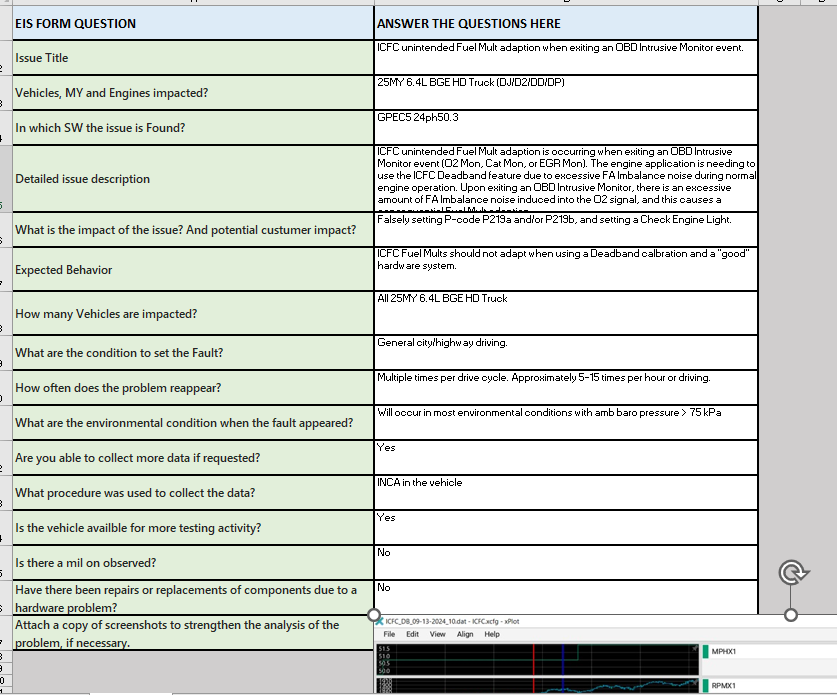 EIS FORM QUESTION
ANSWER THE QUESTIONS HERE
Issue Title
ICFC unintended Fuel Mult adaption when exiting an OBD Intrusive Monitor event.
Vehicles, MY and Engines impacted?
25MY 6.4L BGE HD Truck (DJ/D2/DD/DP)
In which SW the issue is Found?
GPEC5 24ph50.3
Detailed issue description
ICFC unintended Fuel Mult adaption is occurring when exiting an OBD Intrusive
Monitor event (O2 Mon, Cat Mon, or EGR Mon). The engine application is needing to
use the ICFC Deadband feature due to excessive FA Imbalance noise during normal
engine operation. Upon exiting an OBD Intrusive Monitor, there is an excessive
amount of FA Imbalance noise induced into the O2 signal, and this causes a
What is the impact of the issue? And potential custumer impact?
Falsely setting P-code P219a and/or P219b, and setting a Check Engine Light.
Expected Behavior
ICFC Fuel Mults should not adapt when using a Deadband calbration and a "good"
hardware system.
How many Vehicles are impacted?
All 25MY 6.4L BGE HD Truck
What are the condition to set the Fault?
General city/highway driving.
How often does the problem reappear?
Multiple times per drive cycle. Approximately 5-15 times per hour or driving.
What are the environmental condition when the fault appeared?
Will occur in most environmental conditions with amb baro pressure > 75 kPa
Are you able to collect more data if requested?
Yes
What procedure was used to collect the data?
INCA in the vehicle
Is the vehicle availble for more testing activity?
Yes
Is there a mil on observed?
No
Have there been repairs or replacements of components due to a
hardware problem?
No
Attach a copy of screenshots to strengthen the analysis of the
problem, if necessary.
ICFC_DB_09-13-2024_10.dat - ICFC.xcfg - xPlot
File Edit View Align Help
51.5
51.0
50.5
50.0
MPHX1
RPMX1